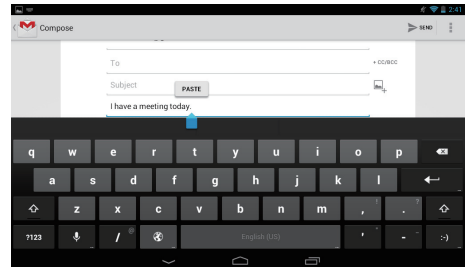 2:41
Compose
SEND
To
+ CC/BCC
Subject
PASTE
I have a meeting today.
q w e r t y u i o p
a s d f g h j k l
z x c v b n m , ! . ?
?123 / @ English (US) ' " - _ :-)